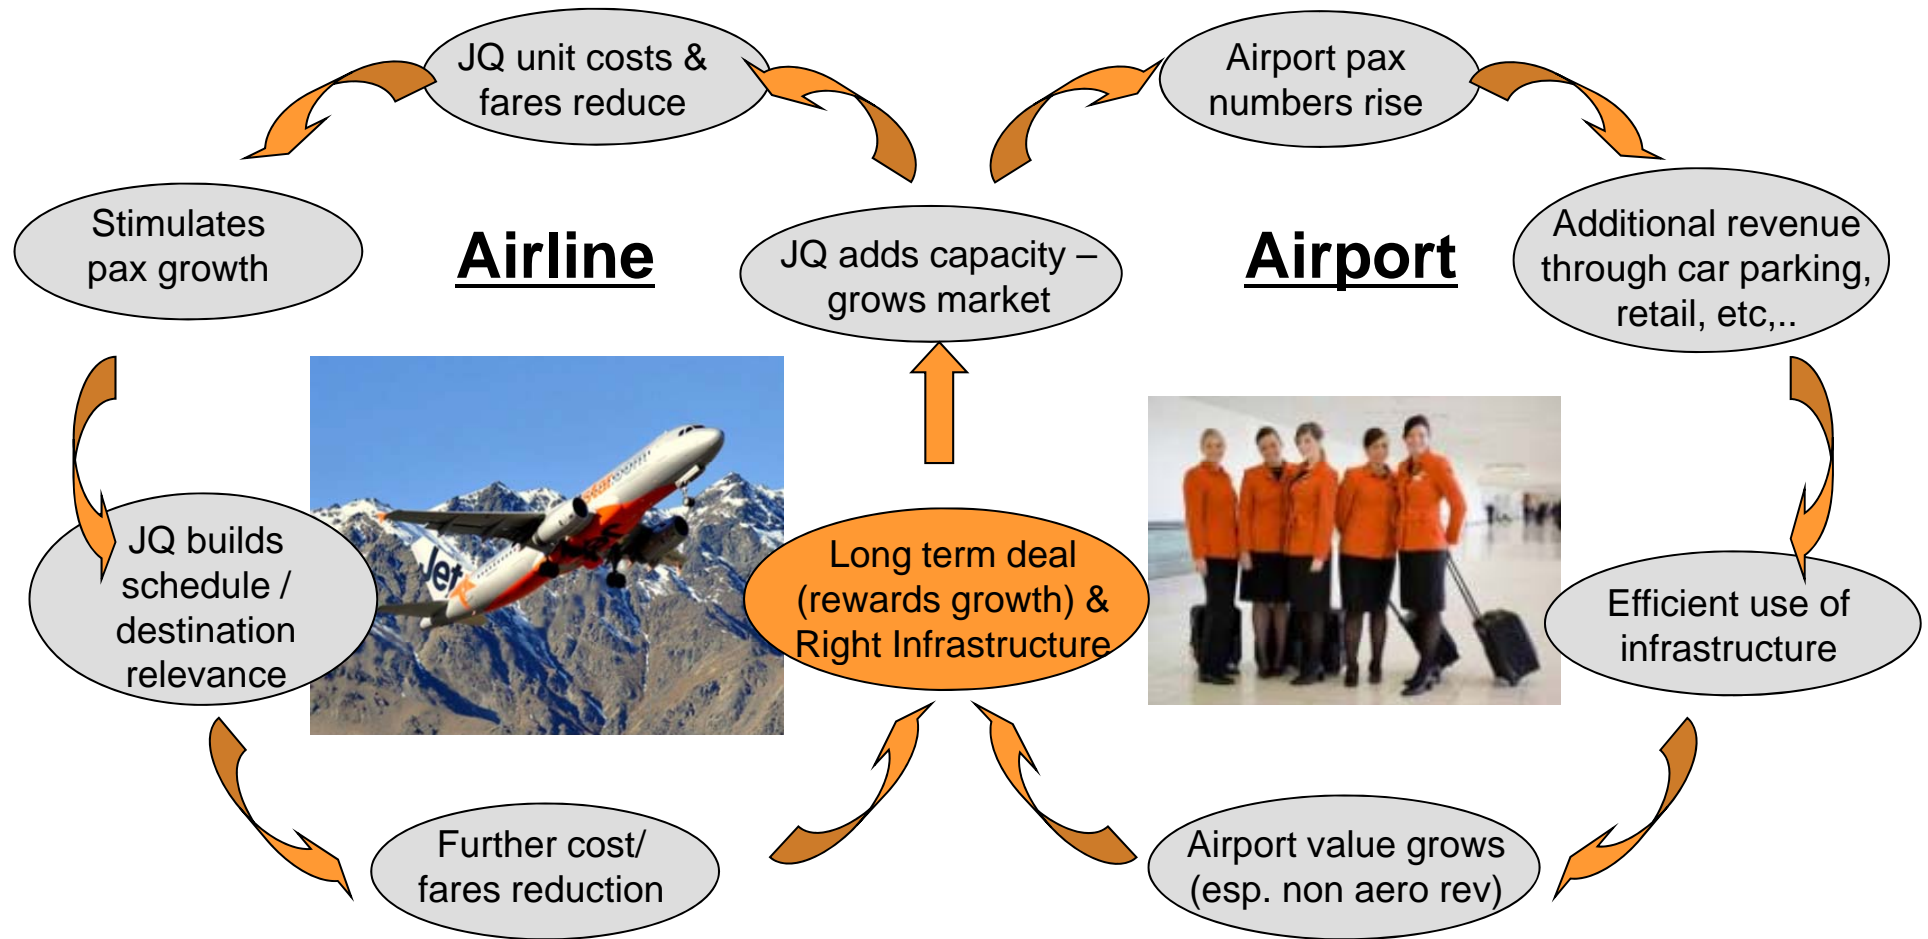 JQ unit costs &
fares reduce
Airport pax
numbers rise
Stimulates
pax growth
Airline
JQ adds capacity –
grows market
Airport
Additional revenue
through car parking,
retail, etc,..
JQ builds
schedule /
destination
relevance
Jet
Long term deal
(rewards growth) &
Right Infrastructure
Efficient use of
infrastructure
Further cost/
fares reduction
Airport value grows
(esp. non aero rev)